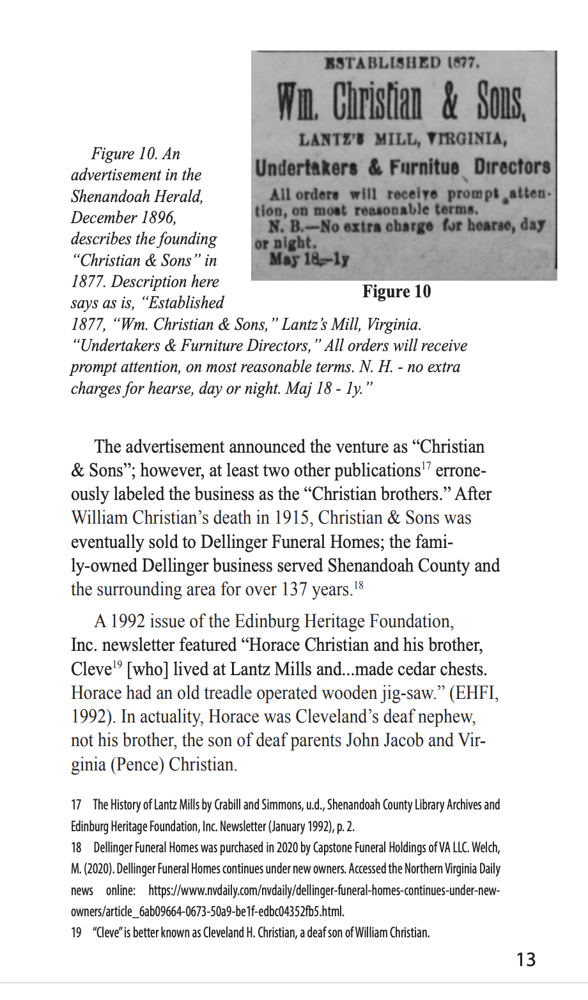 ESTABLISHED 1877.
Wm. Christian & Sons,
LANTZ'S MILL, VIRGINIA,
Undertakers & Furnitue Directors
All orders will receive prompt atten-
tion, on most reasonable terms.
N. B.—No extra charge for hearse, day
or night.
May 18—1y
Figure 10
Figure 10. An
advertisement in the
Shenandoah Herald,
December 1896,
describes the founding
“Christian & Sons” in
1877. Description here
says as is, “Established
1877, “Wm. Christian & Sons,” Lantz’s Mill, Virginia.
“Undertakers & Furniture Directors,” All orders will receive
prompt attention, on most reasonable terms. N. H. - no extra
charges for hearse, day or night. Maj 18 - 1y.”
The advertisement announced the venture as “Christian
& Sons”; however, at least two other publications17 errone-
ously labeled the business as the “Christian brothers.” After
William Christian’s death in 1915, Christian & Sons was
eventually sold to Dellinger Funeral Homes; the fami-
ly-owned Dellinger business served Shenandoah County and
the surrounding area for over 137 years.18
A 1992 issue of the Edinburg Heritage Foundation,
Inc. newsletter featured “Horace Christian and his brother,
Cleve19 [who] lived at Lantz Mills and...made cedar chests.
Horace had an old treadle operated wooden jig-saw.” (EHFI,
1992). In actuality, Horace was Cleveland’s deaf nephew,
not his brother, the son of deaf parents John Jacob and Vir-
ginia (Pence) Christian.
17 The History of Lantz Mills by Crabill and Simmons, u.d., Shenandoah County Library Archives and
Edinburg Heritage Foundation, Inc. Newsletter (January 1992), p. 2.
18 Dellinger Funeral Homes was purchased in 2020 by Capstone Funeral Holdings of VA LLC. Welch,
M. (2020). Dellinger Funeral Homes continues under new owners. Accessed the Northern Virginia Daily
news online: https://www.nvdaily.com/nvdaily/dellinger-funeral-homes-continues-under-new-
owners/article_6ab09664-0673-50a9-be1f-edbc04352fb5.html.
19 “Cleve” is better known as Cleveland H. Christian, a deaf son of William Christian.
13